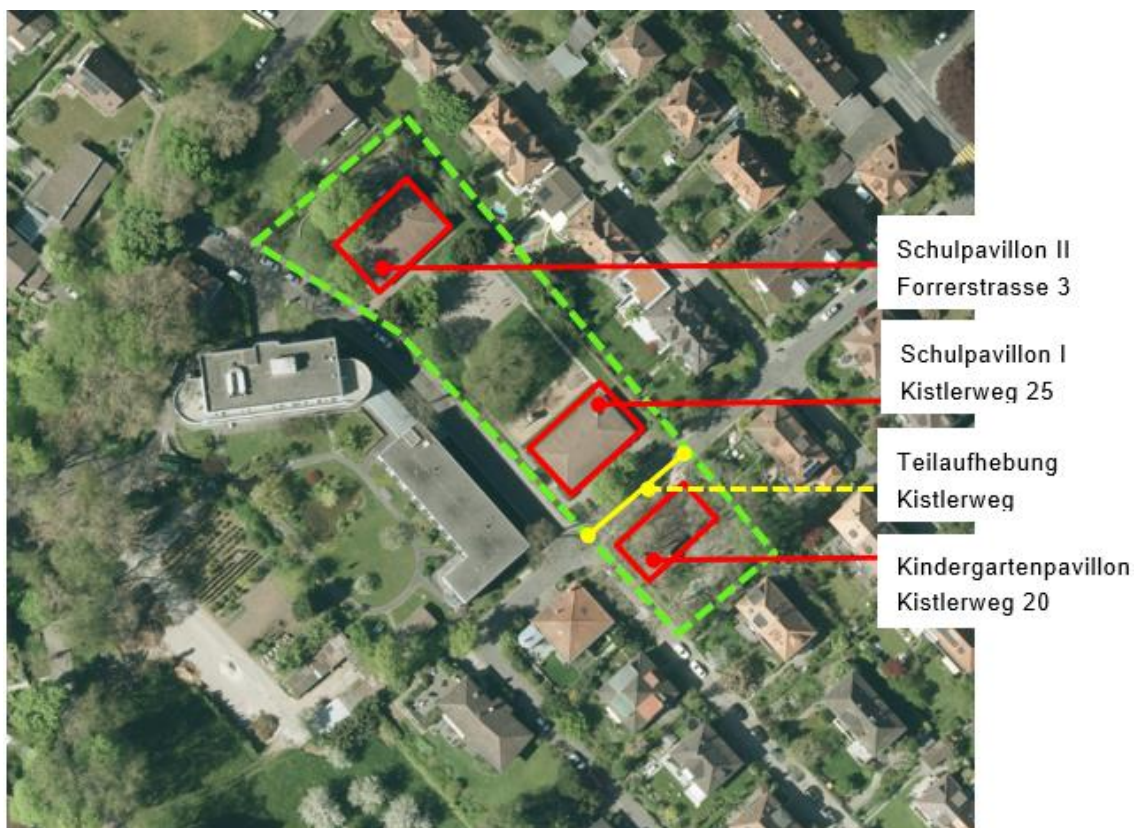 Schulpavillon II
Forrerstrasse 3
Schulpavillon I
Kistlerweg 25
Teilaufhebung
Kistlerweg
Kindergartenpavillon
Kistlerweg 20